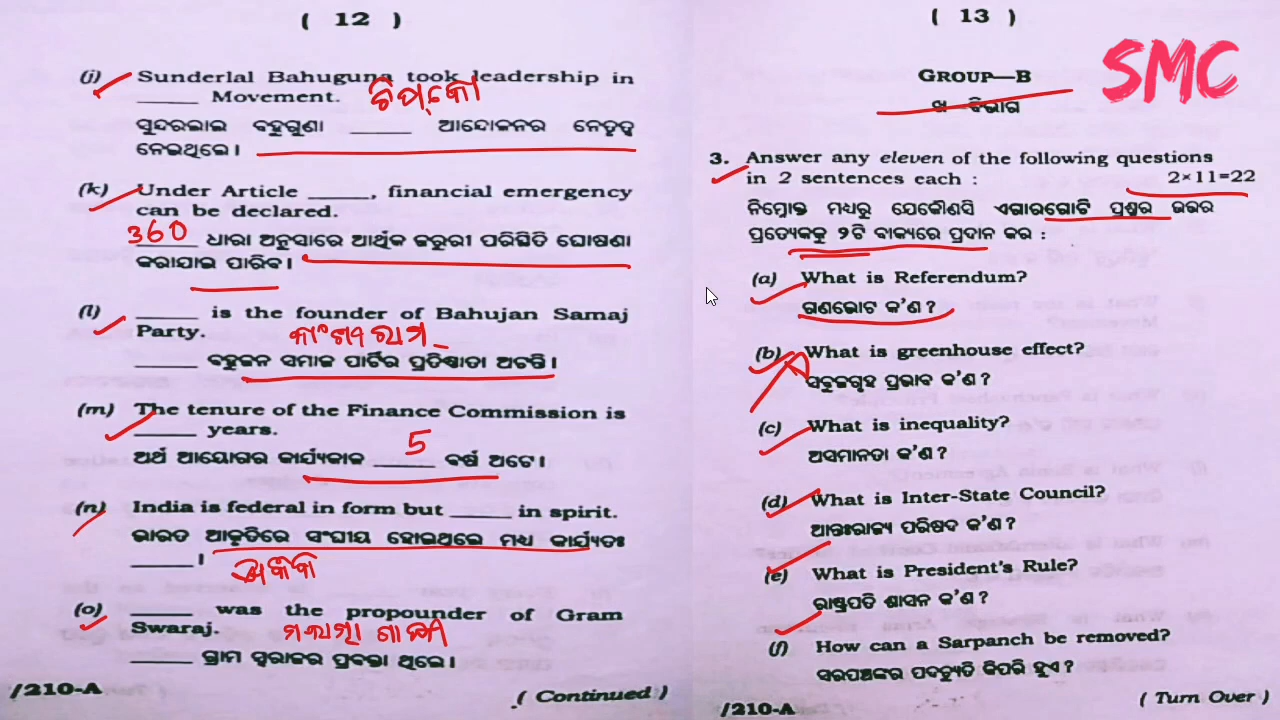 ( 12 )
(j) Sunderlal Bahuguna took leadership in
_____ Movement. ଚିପ୍‌କୋ
ସୁନ୍ଦରଲାଲ ବହୁଗୁଣା _____ ଆନ୍ଦୋଳନର ନେତୃତ୍ୱ
ନେଇଥିଲେ।
(k) Under Article _____, financial emergency
can be declared.
360 ଧାରା ଅନୁସାରେ ଆର୍ଥିକ ଜରୁରୀ ପରିସ୍ଥିତି ଘୋଷଣା
କରାଯାଇ ପାରିବ।
(l) _____ is the founder of Bahujan Samaj
Party. କାଂଶୀରାମ
_____ ବହୁଜନ ସମାଜ ପାର୍ଟିର ପ୍ରତିଷ୍ଠାତା ଅଟନ୍ତି।
(m) The tenure of the Finance Commission is
_____ years.
ଅର୍ଥ ଆୟୋଗର କାର୍ଯ୍ୟକାଳ 5 ବର୍ଷ ଅଟେ।
(n) India is federal in form but _____ in spirit.
ଭାରତ ଆକୃତିରେ ସଂଘୀୟ ହୋଇଥିଲେ ମଧ୍ୟ କାର୍ଯ୍ୟତଃ
_____। ଏକିକ
(o) _____ was the propounder of Gram
Swaraj. ମହାତ୍ମା ଗାନ୍ଧୀ
_____ ଗ୍ରାମ ସ୍ୱରାଜର ପ୍ରବକ୍ତା ଥିଲେ।
/210-A ( Continued )
( 13 )
SMC
GROUP—B
ଖ—ବିଭାଗ
3. Answer any eleven of the following questions
in 2 sentences each : 2×11=22
ନିମ୍ନୋକ୍ତ ମଧ୍ୟରୁ ଯେକୌଣସି ଏଗାରଗୋଟି ପ୍ରଶ୍ନର ଉତ୍ତର
ପ୍ରତ୍ୟେକକୁ ୨ଟି ବାକ୍ୟରେ ପ୍ରଦାନ କର :
(a) What is Referendum?
ଗଣଭୋଟ କ'ଣ ?
(b) What is greenhouse effect?
ସବୁଜଗୃହ ପ୍ରଭାବ କ'ଣ ?
(c) What is inequality?
ଅସମାନତା କ'ଣ ?
(d) What is Inter-State Council?
ଆନ୍ତଃରାଜ୍ୟ ପରିଷଦ କ'ଣ ?
(e) What is President's Rule?
ରାଷ୍ଟ୍ରପତି ଶାସନ କ'ଣ ?
(f) How can a Sarpanch be removed?
ସରପଞ୍ଚଙ୍କର ପଦଚ୍ୟୁତି କିପରି ହୁଏ ?
/210-A ( Turn Over )